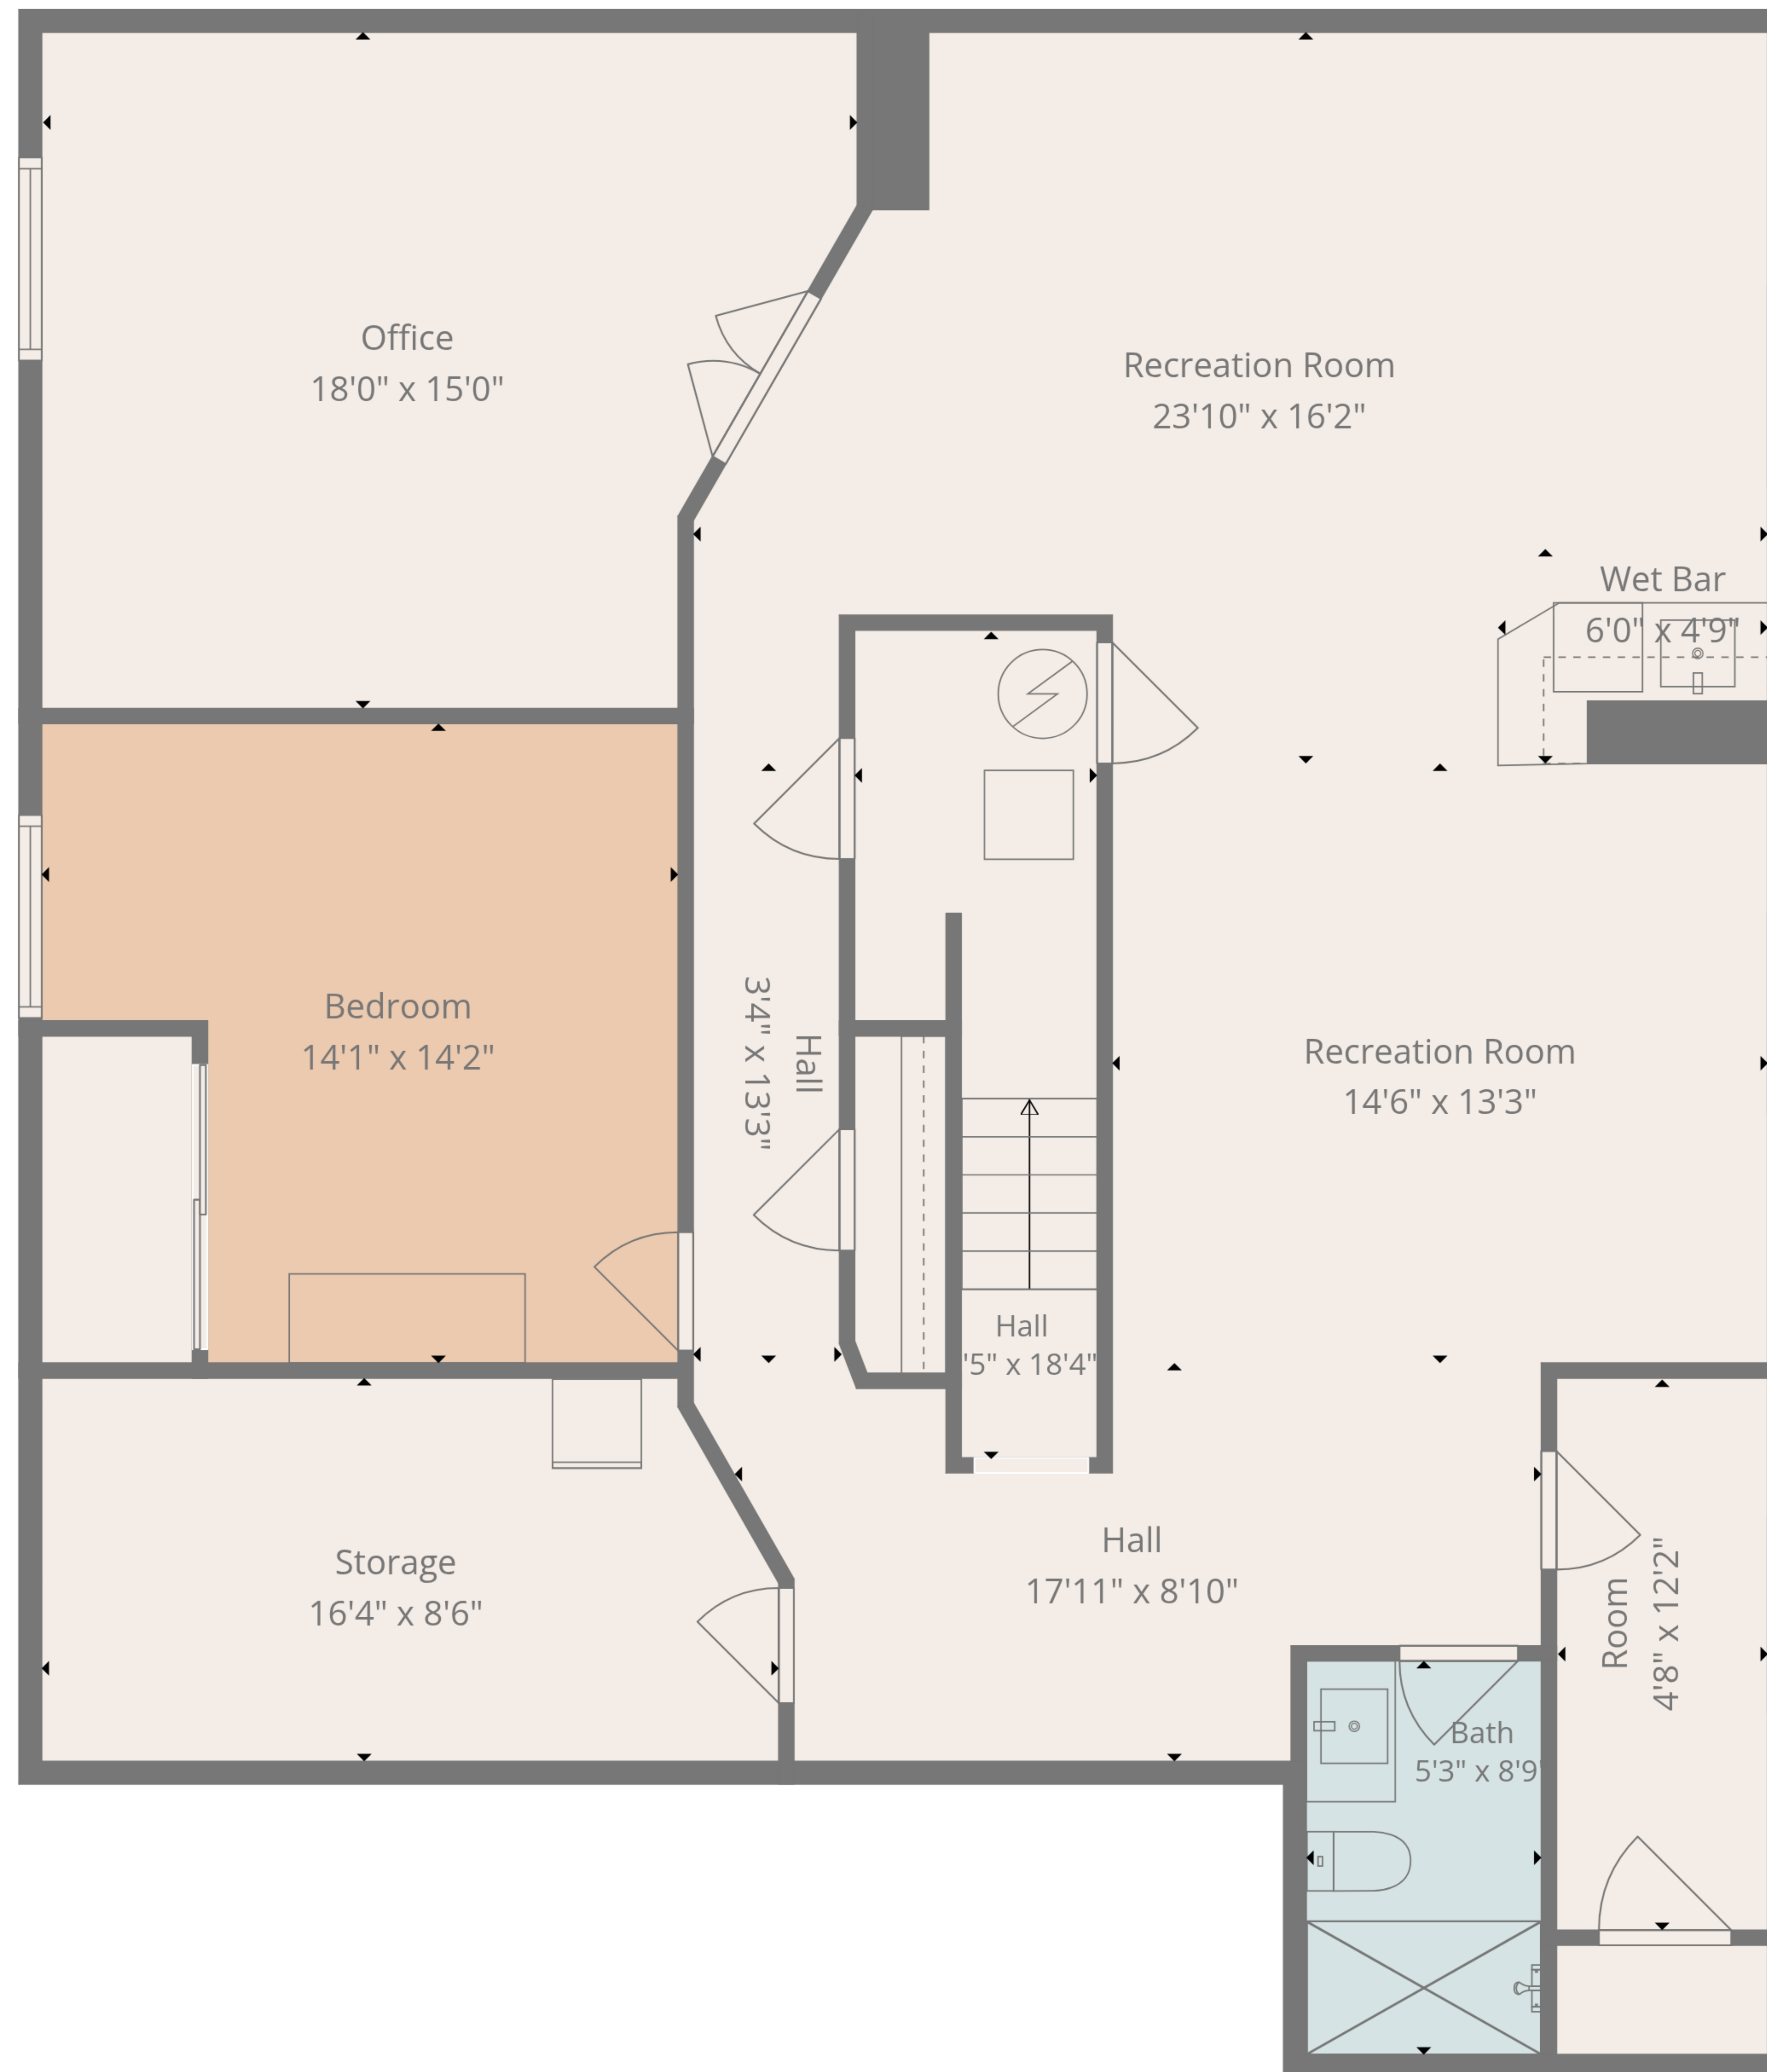 Office
18'0" x 15'0"
Recreation Room
23'10" x 16'2"
Wet Bar
6'0" x 4'9"
Bedroom
14'1" x 14'2"
Hall
3'4" x 13'3"
Recreation Room
14'6" x 13'3"
Hall
'5" x 18'4"
Storage
16'4" x 8'6"
Hall
17'11" x 8'10"
Room
4'8" x 12'2"
Bath
5'3" x 8'9